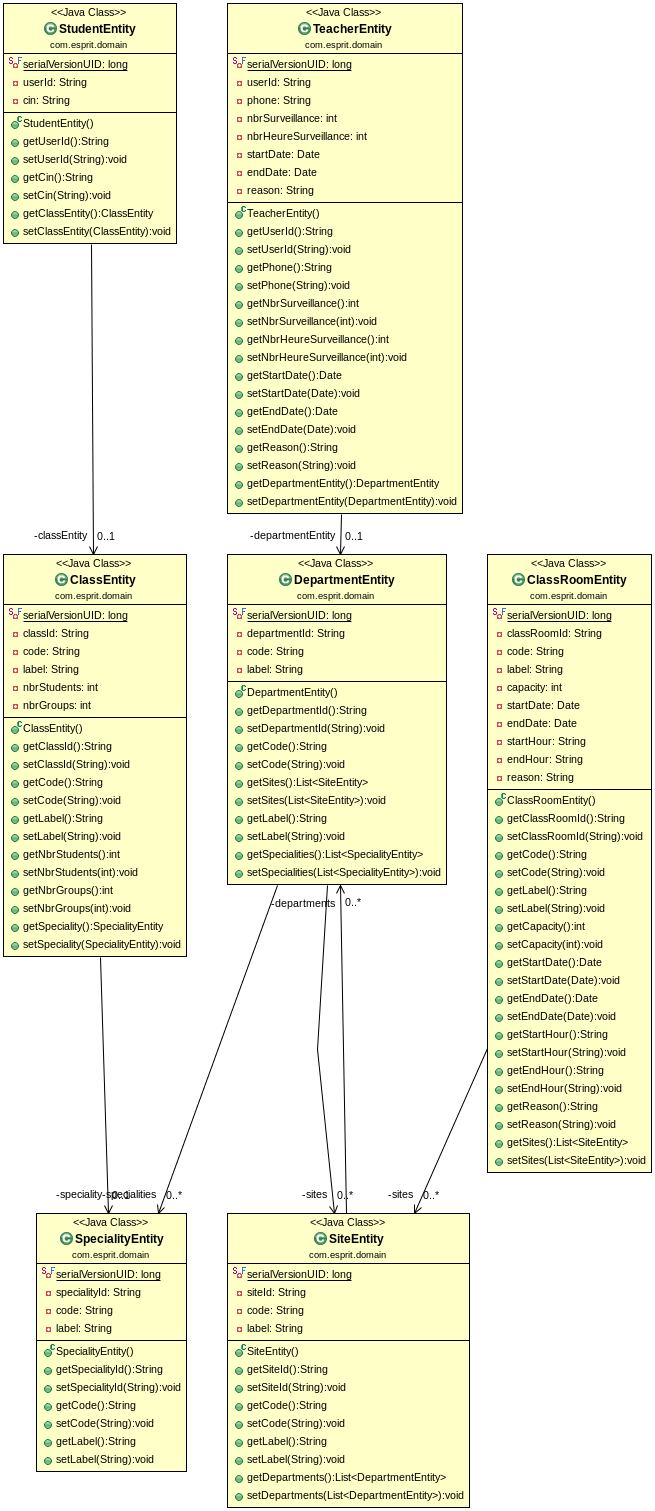 <<Java Class>>
StudentEntity
com.esprit.domain
serialVersionUID: long
userId: String
cin: String
StudentEntity()
getUserId():String
setUserId(String):void
getCin():String
setCin(String):void
getClassEntity():ClassEntity
setClassEntity(ClassEntity):void
<<Java Class>>
TeacherEntity
com.esprit.domain
serialVersionUID: long
userId: String
phone: String
nbrSurveillance: int
nbrHeureSurveillance: int
startDate: Date
endDate: Date
reason: String
TeacherEntity()
getUserId():String
setUserId(String):void
getPhone():String
setPhone(String):void
getNbrSurveillance():int
setNbrSurveillance(int):void
getNbrHeureSurveillance():int
setNbrHeureSurveillance(int):void
getStartDate():Date
setStartDate(Date):void
getEndDate():Date
setEndDate(Date):void
getReason():String
setReason(String):void
getDepartmentEntity():DepartmentEntity
setDepartmentEntity(DepartmentEntity):void
-classEntity 0..1
-departmentEntity 0..1
<<Java Class>>
ClassEntity
com.esprit.domain
serialVersionUID: long
classId: String
code: String
label: String
nbrStudents: int
nbrGroups: int
ClassEntity()
getClassId():String
setClassId(String):void
getCode():String
setCode(String):void
getLabel():String
setLabel(String):void
getNbrStudents():int
setNbrStudents(int):void
getNbrGroups():int
setNbrGroups(int):void
getSpeciality():SpecialityEntity
setSpeciality(SpecialityEntity):void
<<Java Class>>
DepartmentEntity
com.esprit.domain
serialVersionUID: long
departmentId: String
code: String
label: String
DepartmentEntity()
getDepartmentId():String
setDepartmentId(String):void
getCode():String
setCode(String):void
getSites():List<SiteEntity>
setSites(List<SiteEntity>):void
getLabel():String
setLabel(String):void
getSpecialities():List<SpecialityEntity>
setSpecialities(List<SpecialityEntity>):void
<<Java Class>>
ClassRoomEntity
com.esprit.domain
serialVersionUID: long
classRoomId: String
code: String
label: String
capacity: int
startDate: Date
endDate: Date
startHour: String
endHour: String
reason: String
ClassRoomEntity()
getClassRoomId():String
setClassRoomId(String):void
getCode():String
setCode(String):void
getLabel():String
setLabel(String):void
getCapacity():int
setCapacity(int):void
getStartDate():Date
setStartDate(Date):void
getEndDate():Date
setEndDate(Date):void
getStartHour():String
setStartHour(String):void
getEndHour():String
setEndHour(String):void
getReason():String
setReason(String):void
getSites():List<SiteEntity>
setSites(List<SiteEntity>):void
-departments 0..*
-speciality 0..1
-specialities 0..*
-sites 0..*
-sites 0..*
<<Java Class>>
SpecialityEntity
com.esprit.domain
serialVersionUID: long
specialityId: String
code: String
label: String
SpecialityEntity()
getSpecialityId():String
setSpecialityId(String):void
getCode():String
setCode(String):void
getLabel():String
setLabel(String):void
<<Java Class>>
SiteEntity
com.esprit.domain
serialVersionUID: long
siteId: String
code: String
label: String
SiteEntity()
getSiteId():String
setSiteId(String):void
getCode():String
setCode(String):void
getLabel():String
setLabel(String):void
getDepartments():List<DepartmentEntity>
setDepartments(List<DepartmentEntity>):void